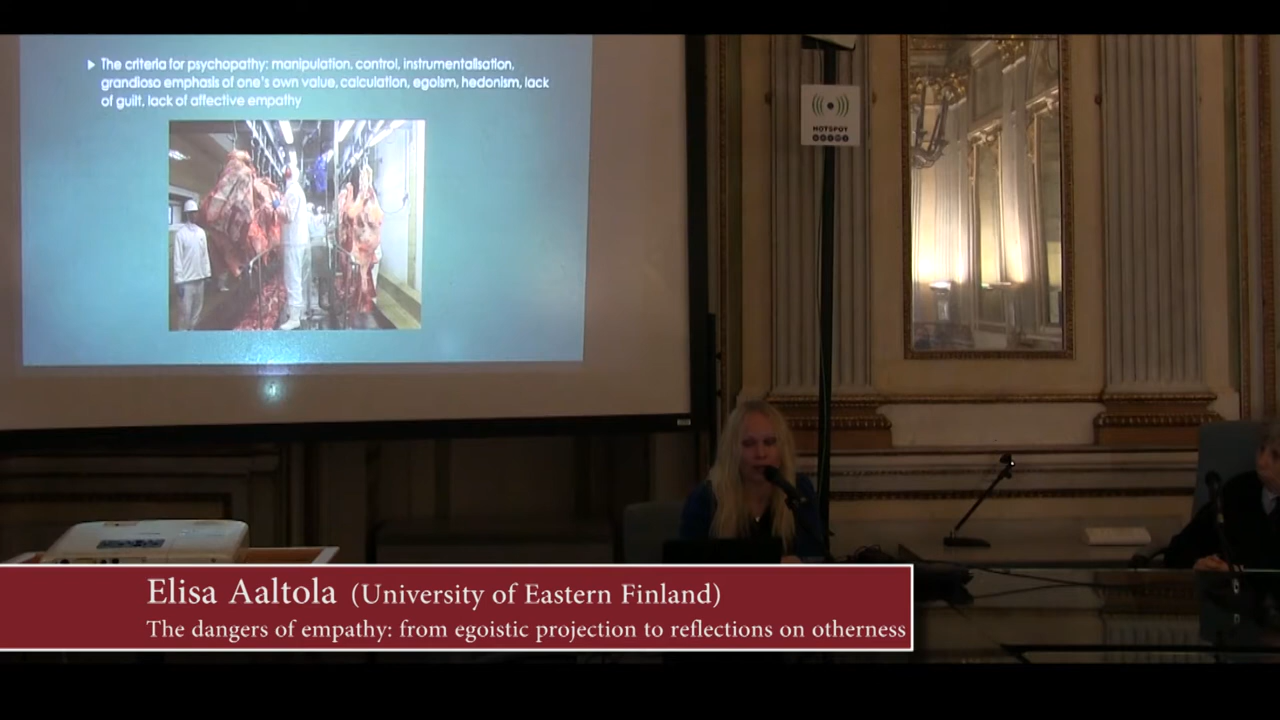 The criteria for psychopathy: manipulation, control, instrumentalisation,
grandioso emphasis of one's own value, calculation, egoism, hedonism, lack
of guilt, lack of affective empathy
HOTSPOT
Elisa Aaltola (University of Eastern Finland)
The dangers of empathy: from egoistic projection to reflections on otherness